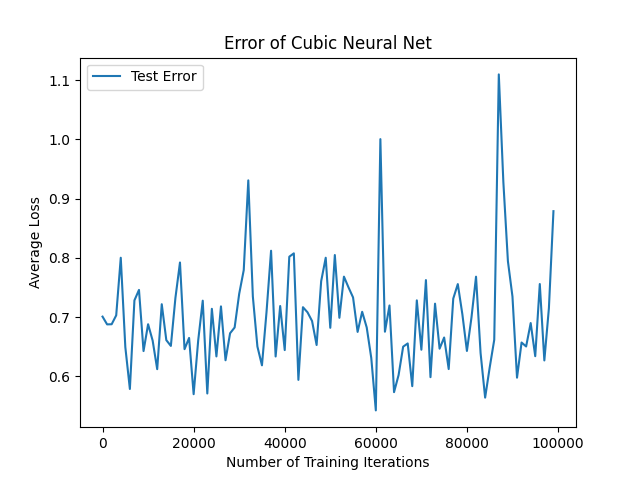 Error of Cubic Neural Net
Test Error
1.1
1.0
0.9
0.8
0.7
0.6
Average Loss
0 20000 40000 60000 80000 100000
Number of Training Iterations